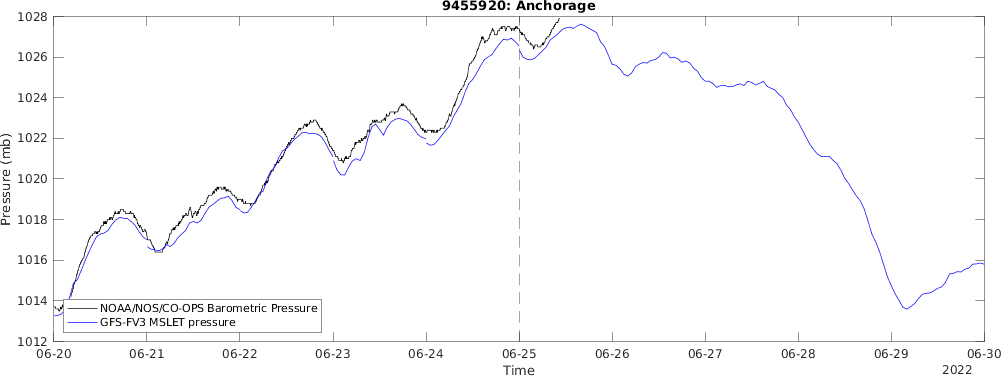 9455920: Anchorage
1028
1026
1024
1022
1020
1018
1016
1014
1012
Pressure (mb)
NOAA/NOS/CO-OPS Barometric Pressure
GFS-FV3 MSLET pressure
06-20 06-21 06-22 06-23 06-24 06-25 06-26 06-27 06-28 06-29 06-30
Time
2022